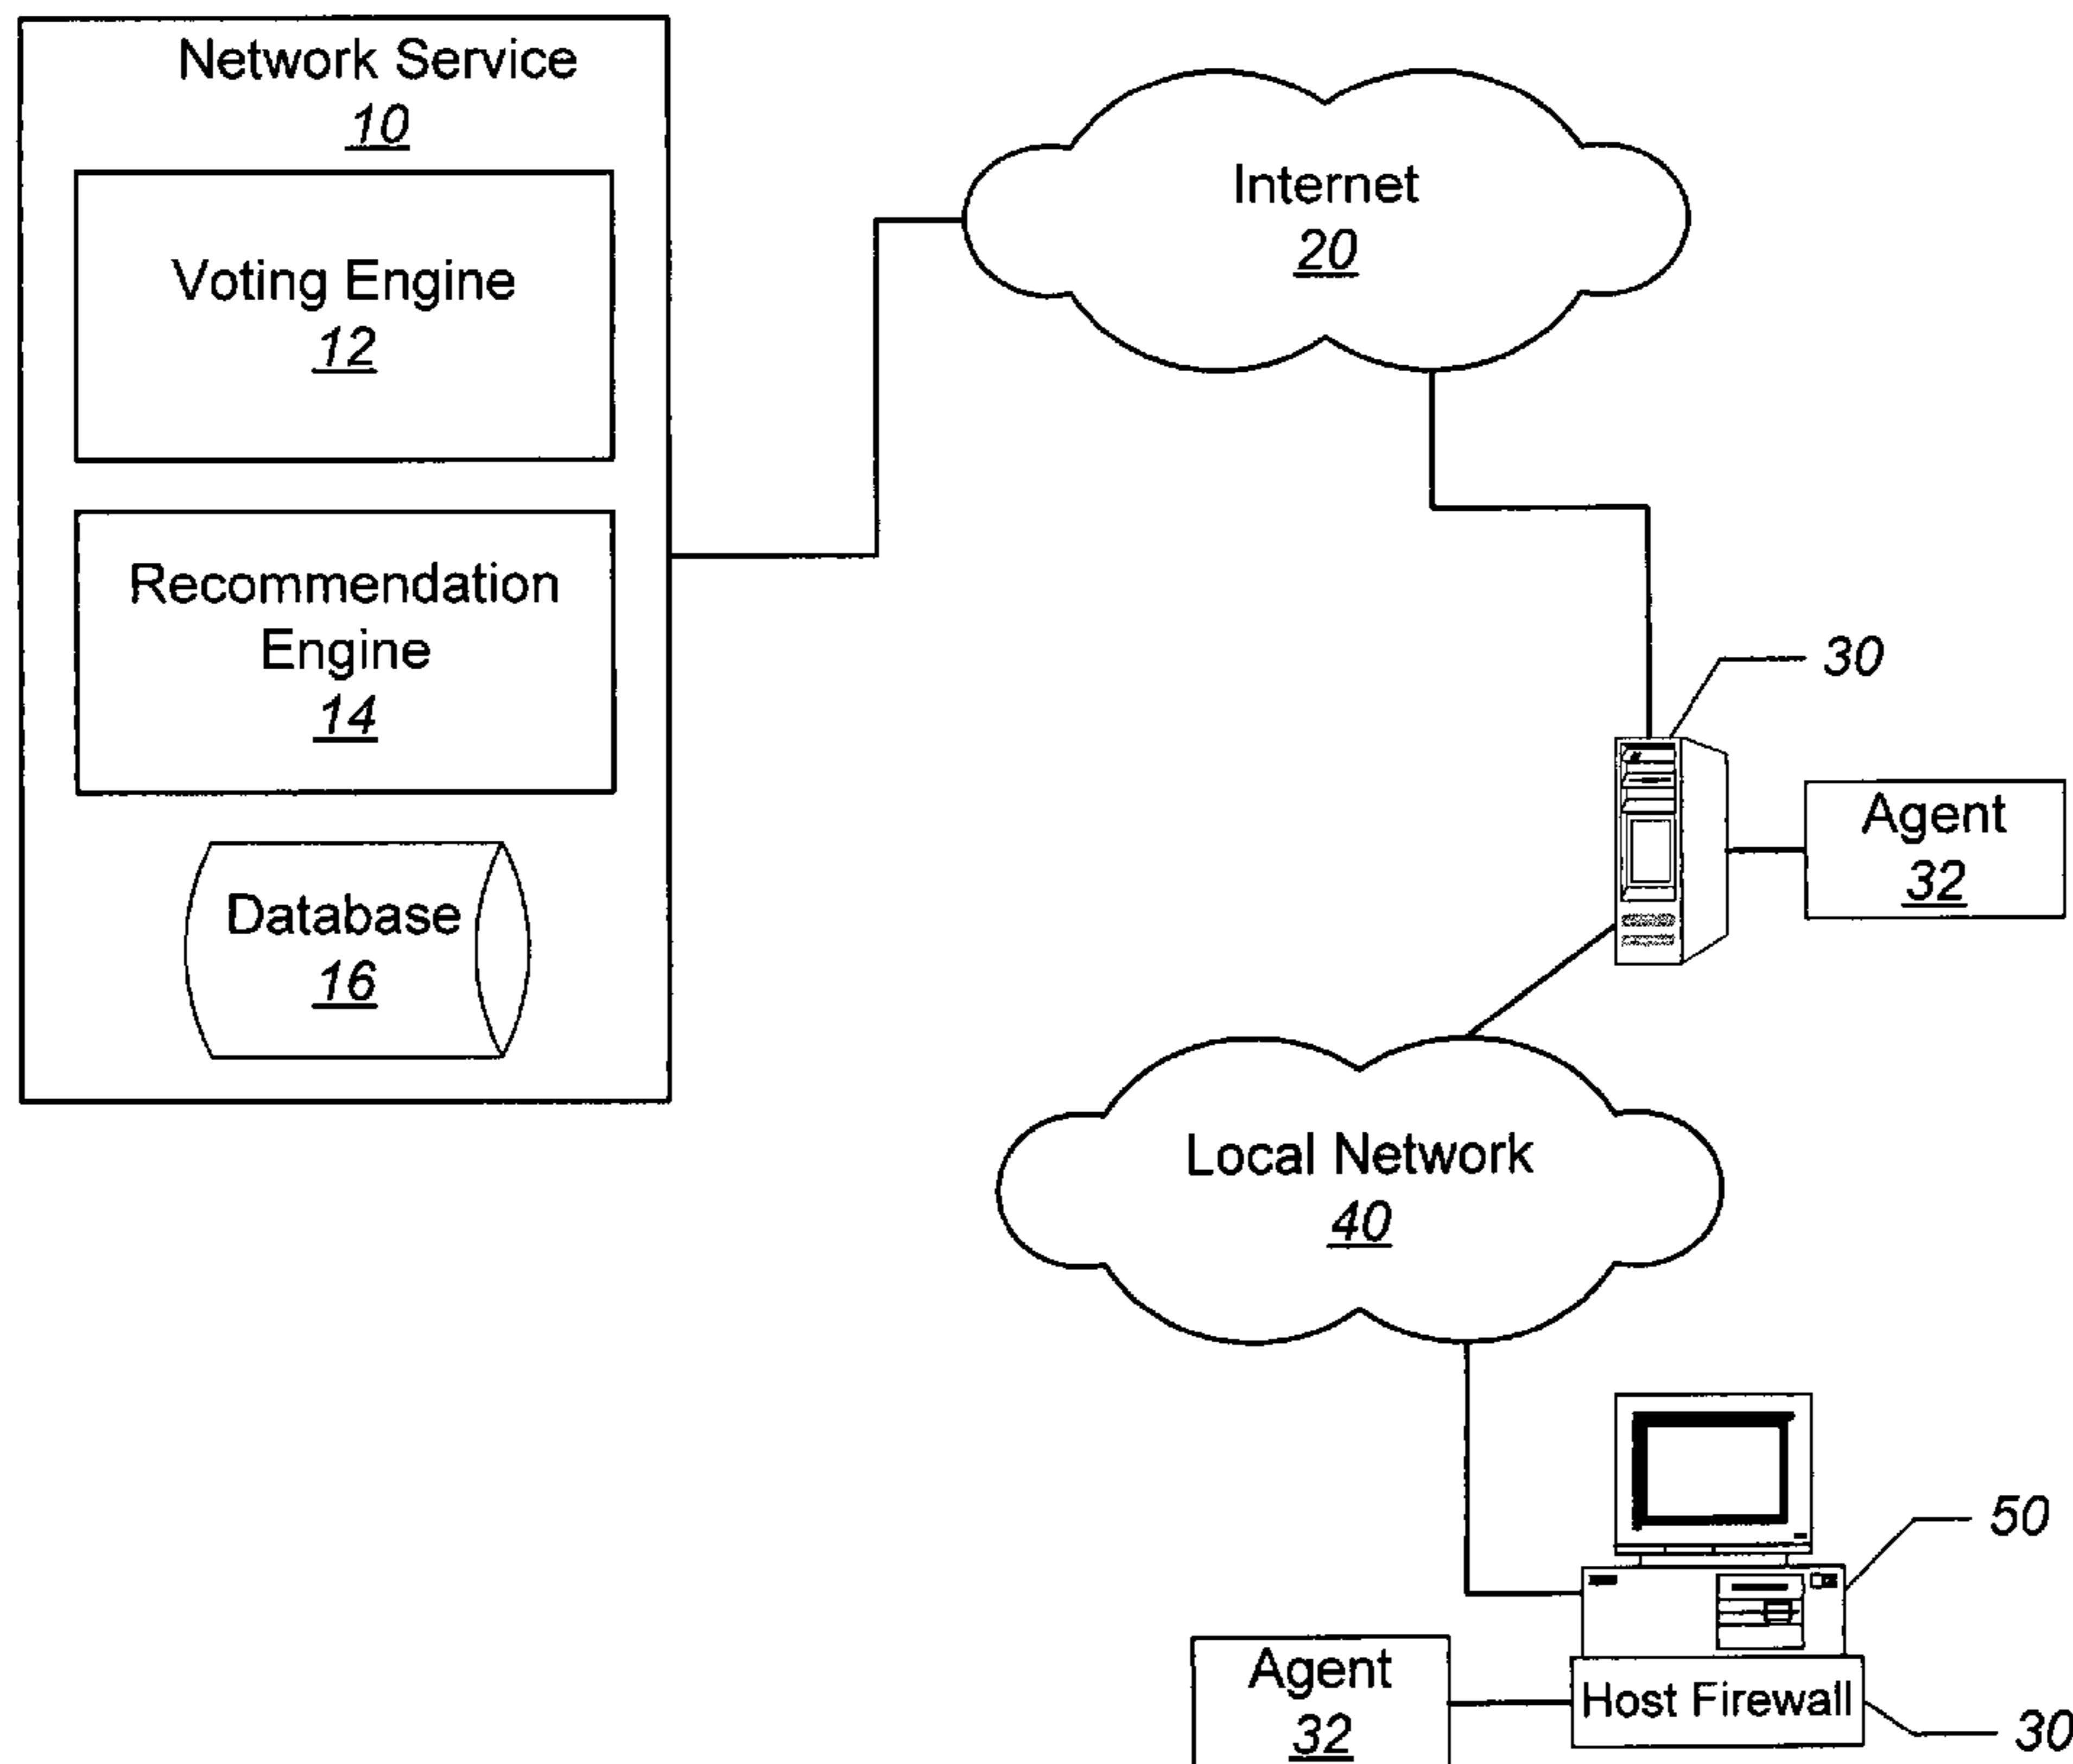 Network Service
10
Voting Engine
12
Recommendation
Engine
14
Database
16
Internet
20
30
Agent
32
Local Network
40
50
Agent
32
Host Firewall
30